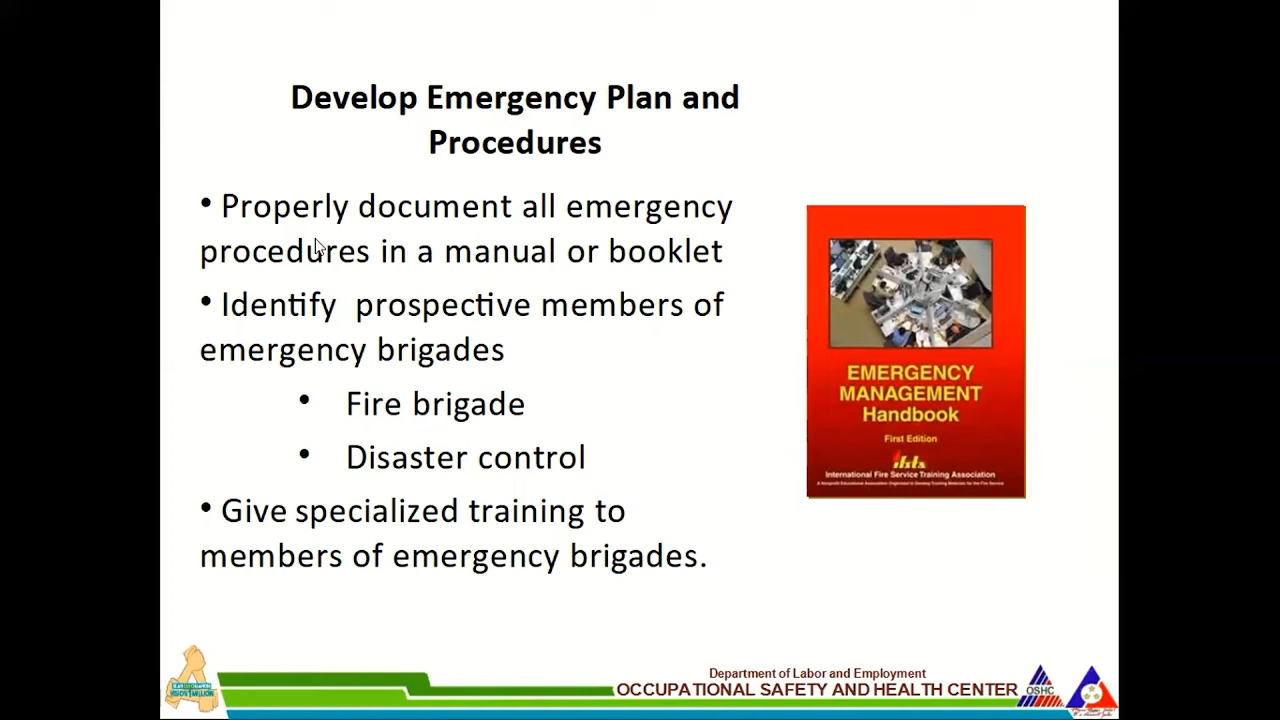 Develop Emergency Plan and
Procedures
• Properly document all emergency
procedures in a manual or booklet
• Identify  prospective members of
emergency brigades
• Fire brigade
• Disaster control
• Give specialized training to
members of emergency brigades.
EMERGENCY
MANAGEMENT
Handbook
First Edition
ifsta
International Fire Service Training Association
A Nonprofit Educational Association Organized to Develop Training Materials for the Fire Service
Department of Labor and Employment
OCCUPATIONAL SAFETY AND HEALTH CENTER
OSHC